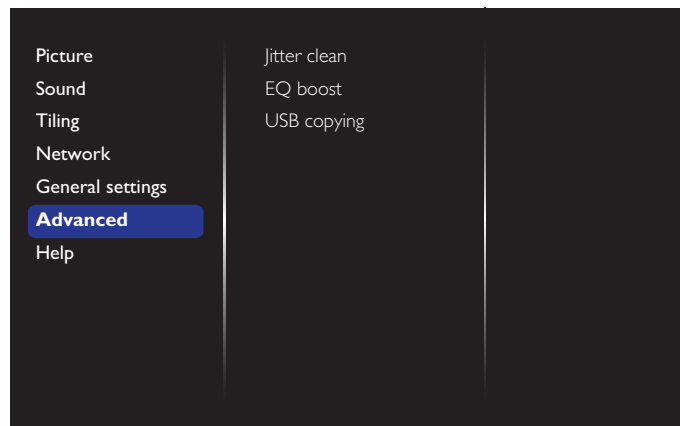 Picture
Sound
Tiling
Network
General settings
Advanced
Help
Jitter clean
EQ boost
USB copying